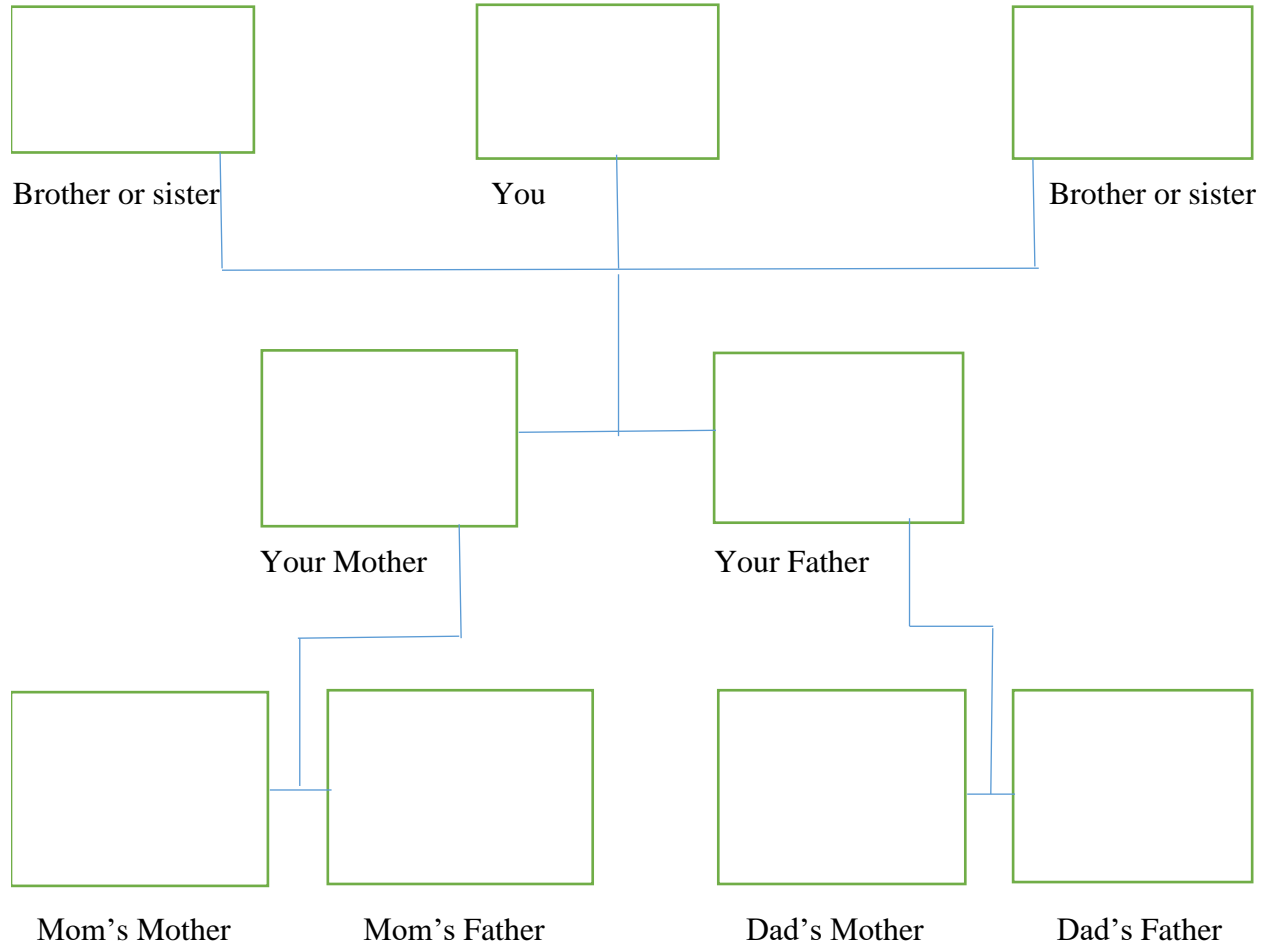 Brother or sister You Brother or sister
Your Mother Your Father
Mom’s Mother Mom’s Father Dad’s Mother Dad’s Father